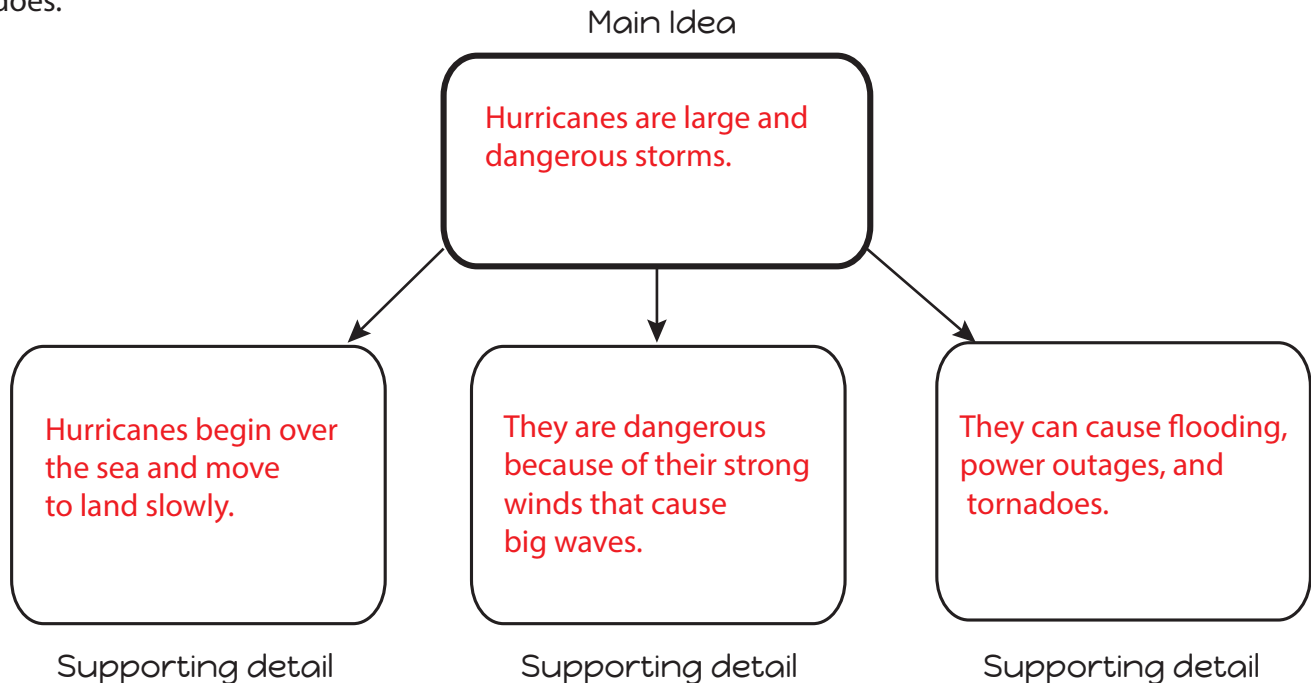 does.
Main Idea
Hurricanes are large and
dangerous storms.
Hurricanes begin over
the sea and move
to land slowly.
They are dangerous
because of their strong
winds that cause
big waves.
They can cause flooding,
power outages, and
tornadoes.
Supporting detail
Supporting detail
Supporting detail